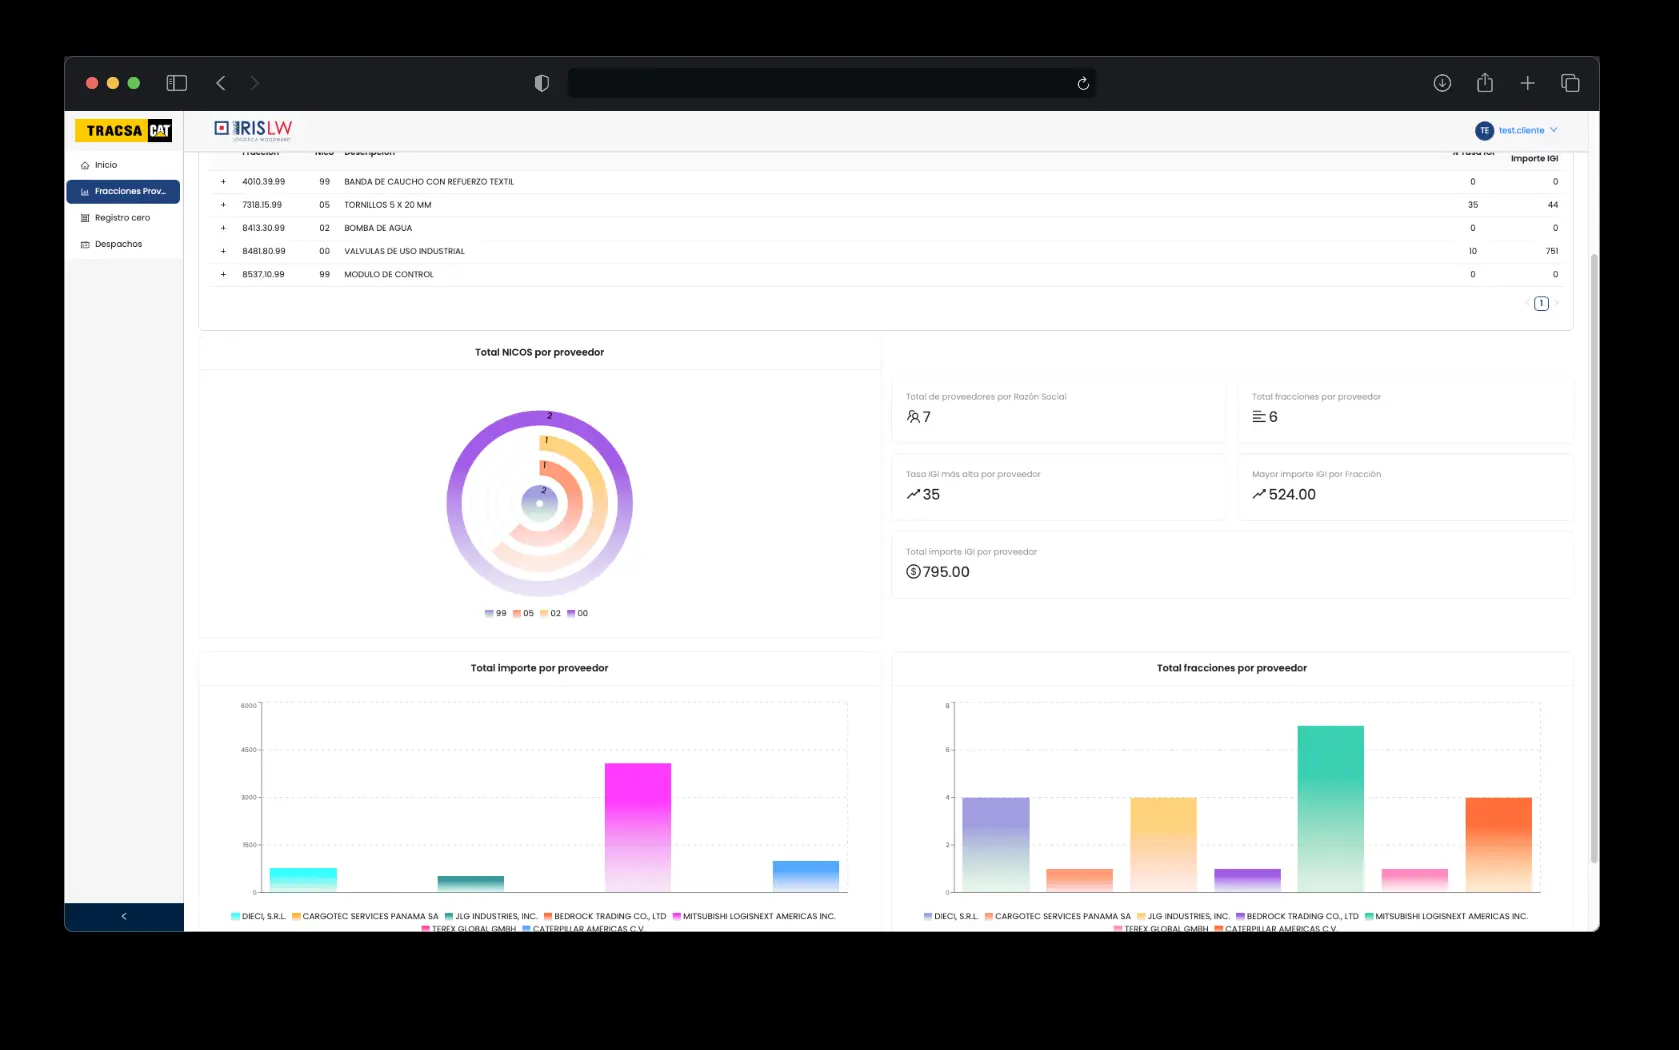 TRACSA CAT
IRISLW
LOGISTICA WOODWARD
TE test.cliente
Inicio
Fracciones Prov...
Registro cero
Despachos
<
Fracción Nico Descripción % Tasa IGI Importe IGI
+ 4010.39.99 99 BANDA DE CAUCHO CON REFUERZO TEXTIL 0 0
+ 7318.15.99 05 TORNILLOS 5 X 20 MM 35 44
+ 8413.30.99 02 BOMBA DE AGUA 0 0
+ 8481.80.99 00 VALVULAS DE USO INDUSTRIAL 10 751
+ 8537.10.99 99 MODULO DE CONTROL 0 0
< 1 >
Total NICOS por proveedor
2
1
1
2
99 05 02 00
Total de proveedores por Razón Social
7
Total fracciones por proveedor
6
Tasa IGI más alta por proveedor
35
Mayor importe IGI por Fracción
524.00
Total importe IGI por proveedor
795.00
Total importe por proveedor
6000
4500
3000
1500
0
DIECI, S.R.L. CARGOTEC SERVICES PANAMA SA JLG INDUSTRIES, INC. BEDROCK TRADING CO., LTD MITSUBISHI LOGISNEXT AMERICAS INC.
TEREX GLOBAL GMBH CATERPILLAR AMERICAS C.V.
Total fracciones por proveedor
8
6
4
2
0
DIECI, S.R.L. CARGOTEC SERVICES PANAMA SA JLG INDUSTRIES, INC. BEDROCK TRADING CO., LTD MITSUBISHI LOGISNEXT AMERICAS INC.
TEREX GLOBAL GMBH CATERPILLAR AMERICAS C.V.